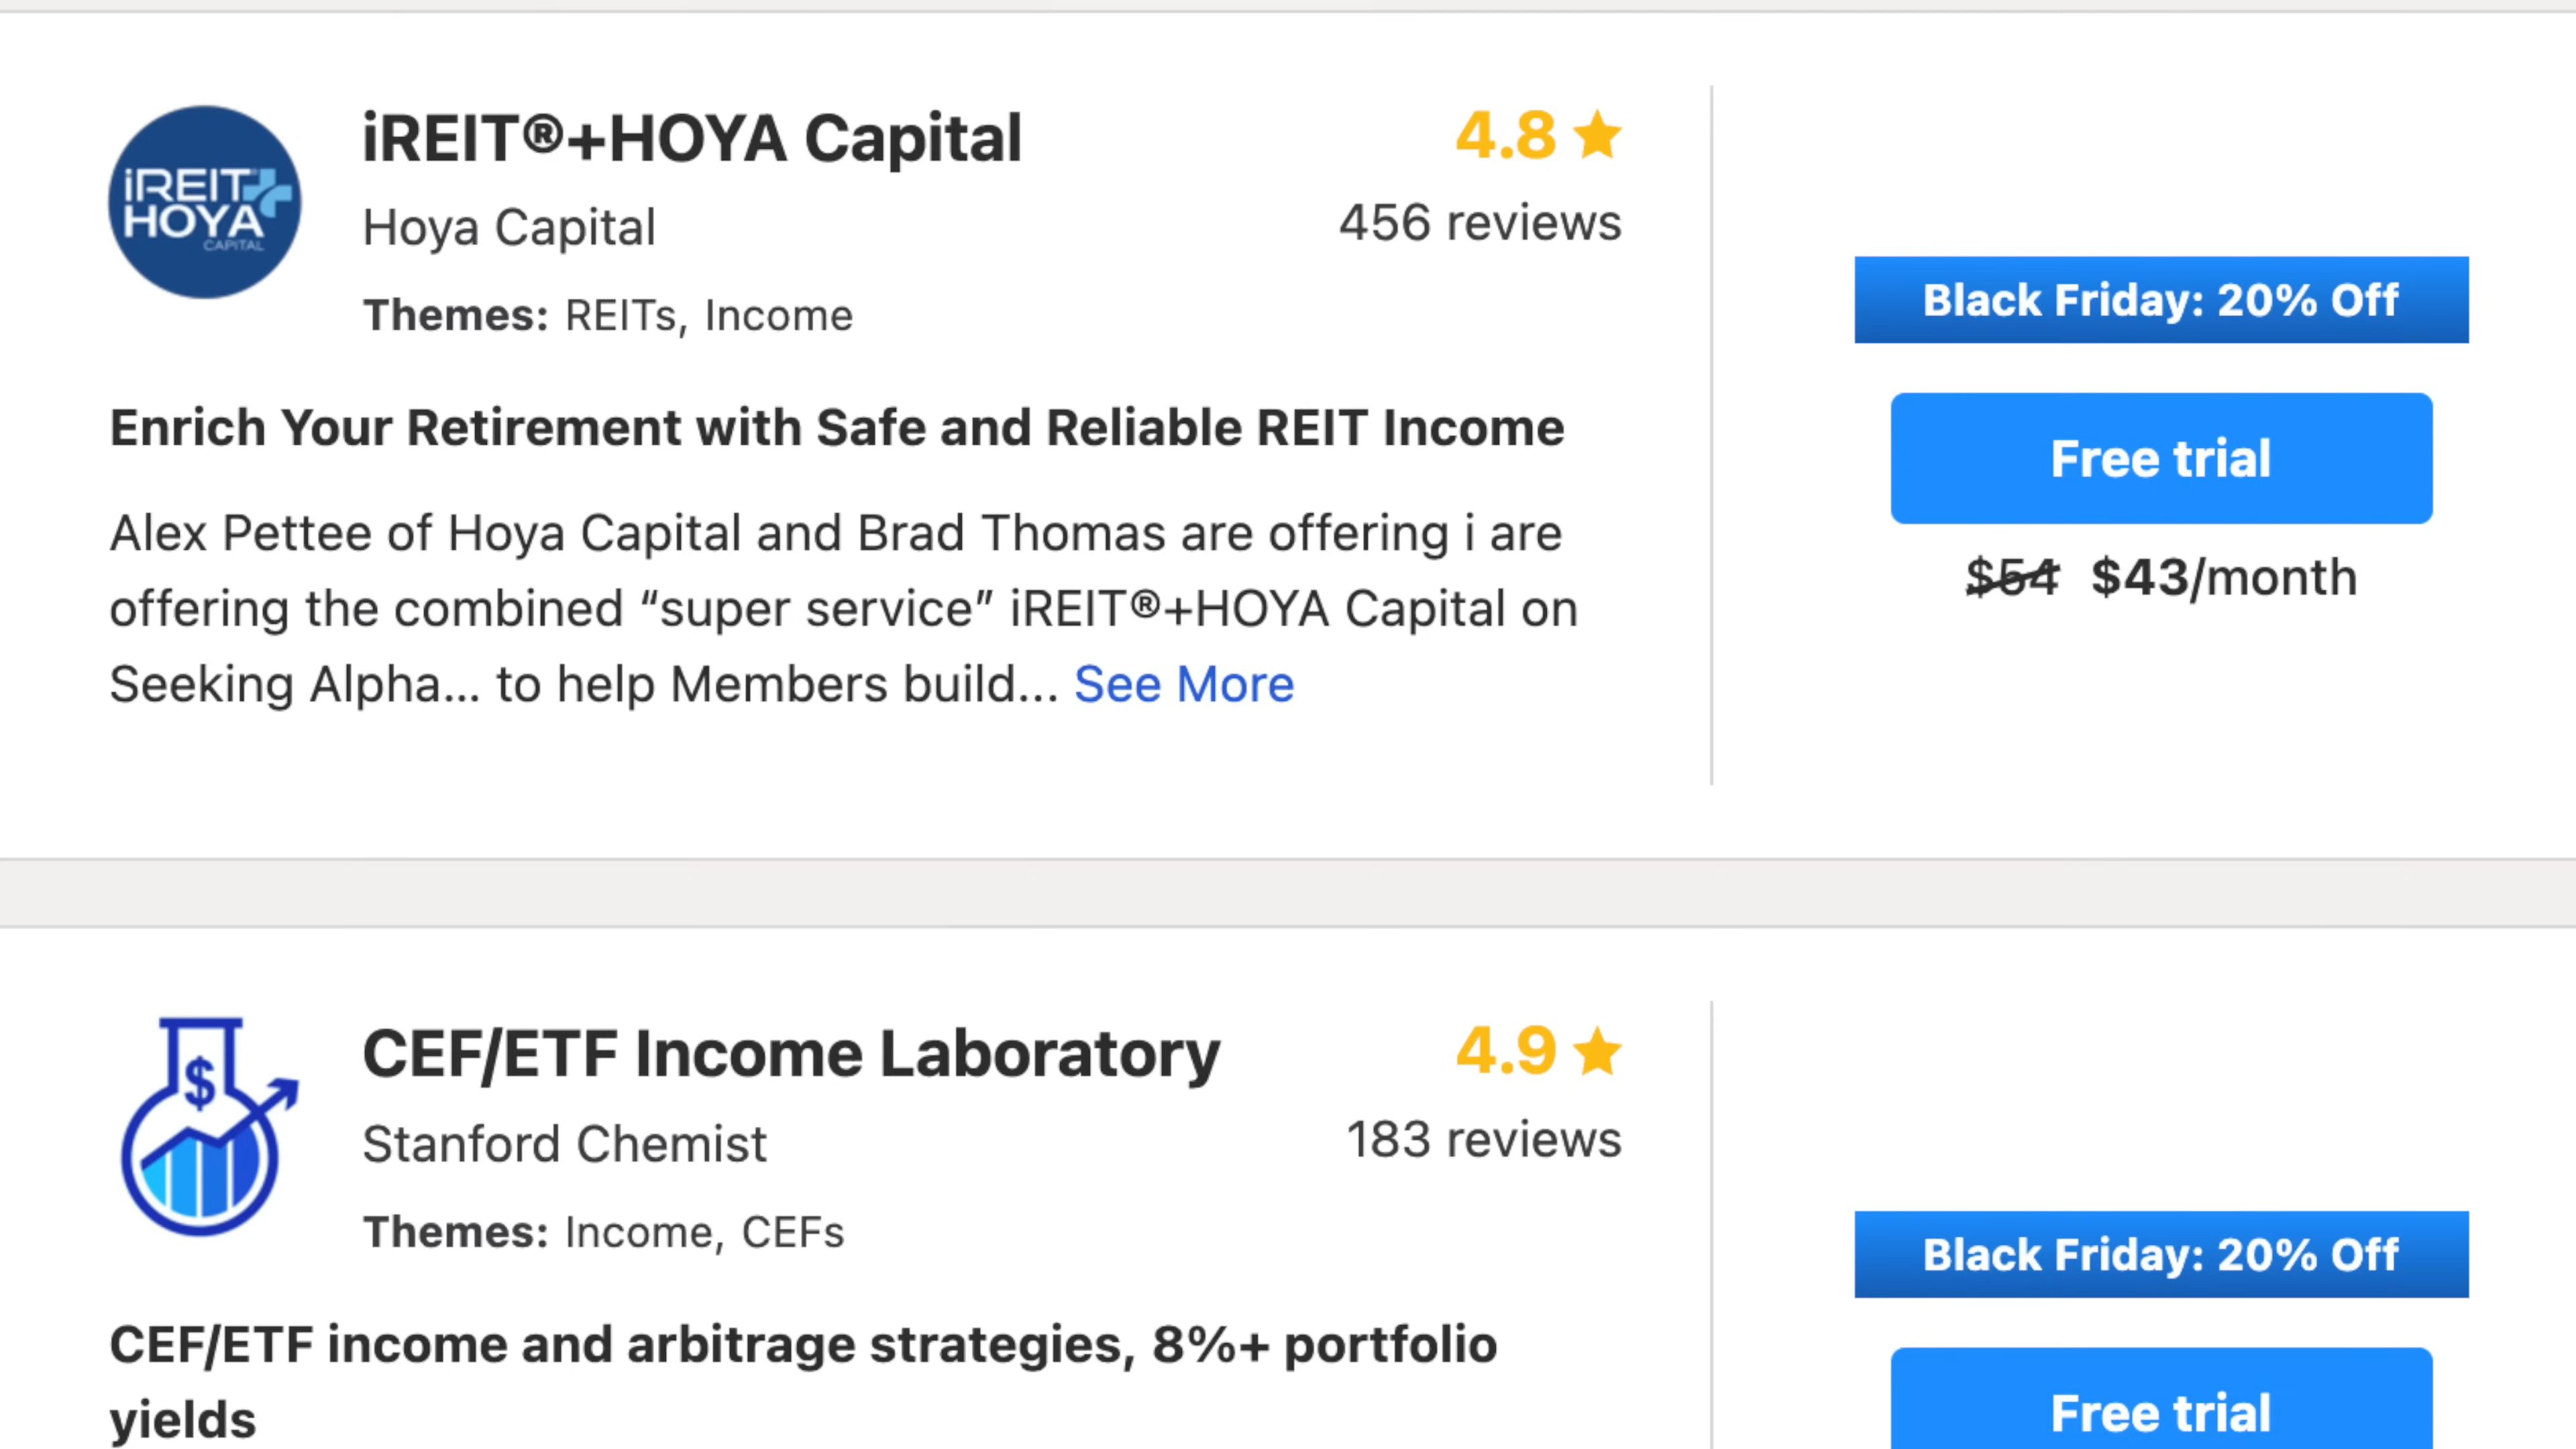 iREIT
HOYA
CAPITAL
iREIT®+HOYA Capital
4.8
Hoya Capital
456 reviews
Themes: REITs, Income
Enrich Your Retirement with Safe and Reliable REIT Income
Alex Pettee of Hoya Capital and Brad Thomas are offering i are
offering the combined “super service” iREIT®+HOYA Capital on
Seeking Alpha... to help Members build... See More
Black Friday: 20% Off
Free trial
$54 $43/month
$
CEF/ETF Income Laboratory
4.9
Stanford Chemist
183 reviews
Themes: Income, CEFs
CEF/ETF income and arbitrage strategies, 8%+ portfolio
yields
Black Friday: 20% Off
Free trial